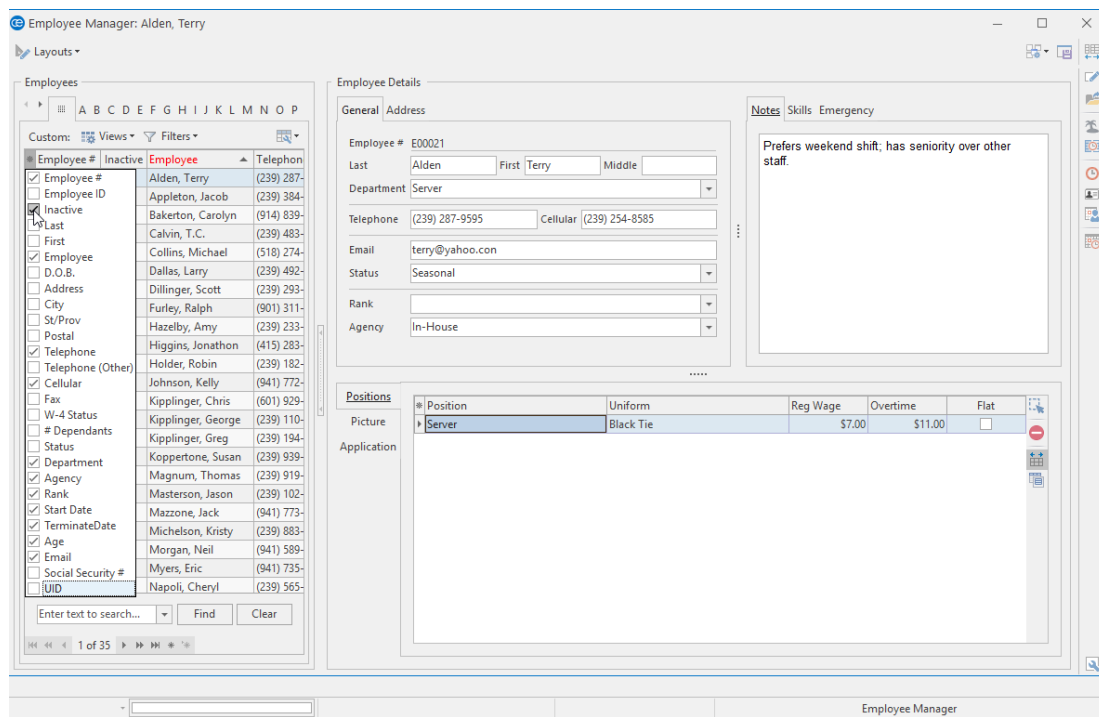 Employee Manager: Alden, Terry
Layouts
Employees
A B C D E F G H I J K L M N O P
Custom: Views Filters
Employee # Inactive Employee Telephon
Employee #
Employee ID
Inactive
Last
First
Employee
D.O.B.
Address
City
St/Prov
Postal
Telephone
Telephone (Other)
Cellular
Fax
W-4 Status
# Dependants
Status
Department
Agency
Rank
Start Date
TerminateDate
Age
Email
Social Security #
UID
Alden, Terry (239) 287-
Appleton, Jacob (239) 384-
Bakerton, Carolyn (914) 839-
Calvin, T.C. (239) 483-
Collins, Michael (518) 274-
Dallas, Larry (239) 492-
Dillinger, Scott (239) 293-
Furley, Ralph (901) 311-
Hazelby, Amy (239) 233-
Higgins, Jonathon (415) 283-
Holder, Robin (239) 182-
Johnson, Kelly (941) 772-
Kipplinger, Chris (601) 929-
Kipplinger, George (239) 110-
Kipplinger, Greg (239) 194-
Koppertone, Susan (239) 939-
Magnum, Thomas (239) 919-
Masterson, Jason (239) 102-
Mazzone, Jack (941) 773-
Michelson, Kristy (239) 883-
Morgan, Neil (941) 589-
Myers, Eric (941) 735-
Napoli, Cheryl (239) 565-
Enter text to search... Find Clear
1 of 35
Employee Details
General Address
Employee # E00021
Last Alden First Terry Middle
Department Server
Telephone (239) 287-9595 Cellular (239) 254-8585
Email terry@yahoo.con
Status Seasonal
Rank
Agency In-House
Notes Skills Emergency
Prefers weekend shift; has seniority over other
staff.
Positions
Picture
Application
Position Uniform Reg Wage Overtime Flat
Server Black Tie $7.00 $11.00
Employee Manager